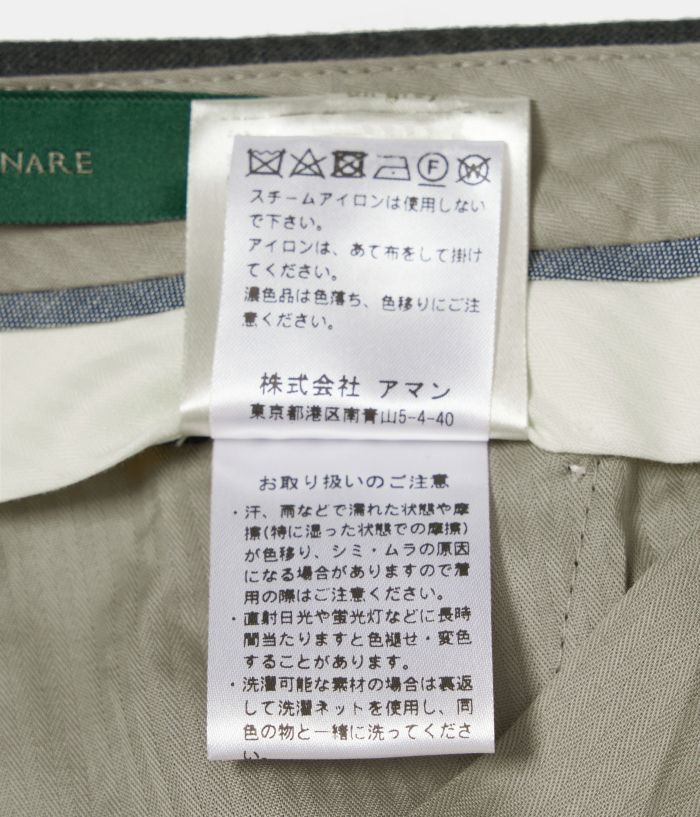 NARE
F W
スチームアイロンは使用しない
で下さい。
アイロンは、あて布をして掛け
てください。
濃色品は色落ち、色移りにご注
意ください。
株式会社 アマン
東京都港区南青山5-4-40
お取り扱いのご注意
・汗、雨などで濡れた状態や摩
擦(特に湿った状態での摩擦)
が色移り、シミ・ムラの原因
になる場合がありますので着
用の際はご注意ください。
・直射日光や蛍光灯などに長時
間当たりますと色褪せ・変色
することがあります。
・洗濯可能な素材の場合は裏返
して洗濯ネットを使用し、同
色の物と一緒に洗ってくださ
い。